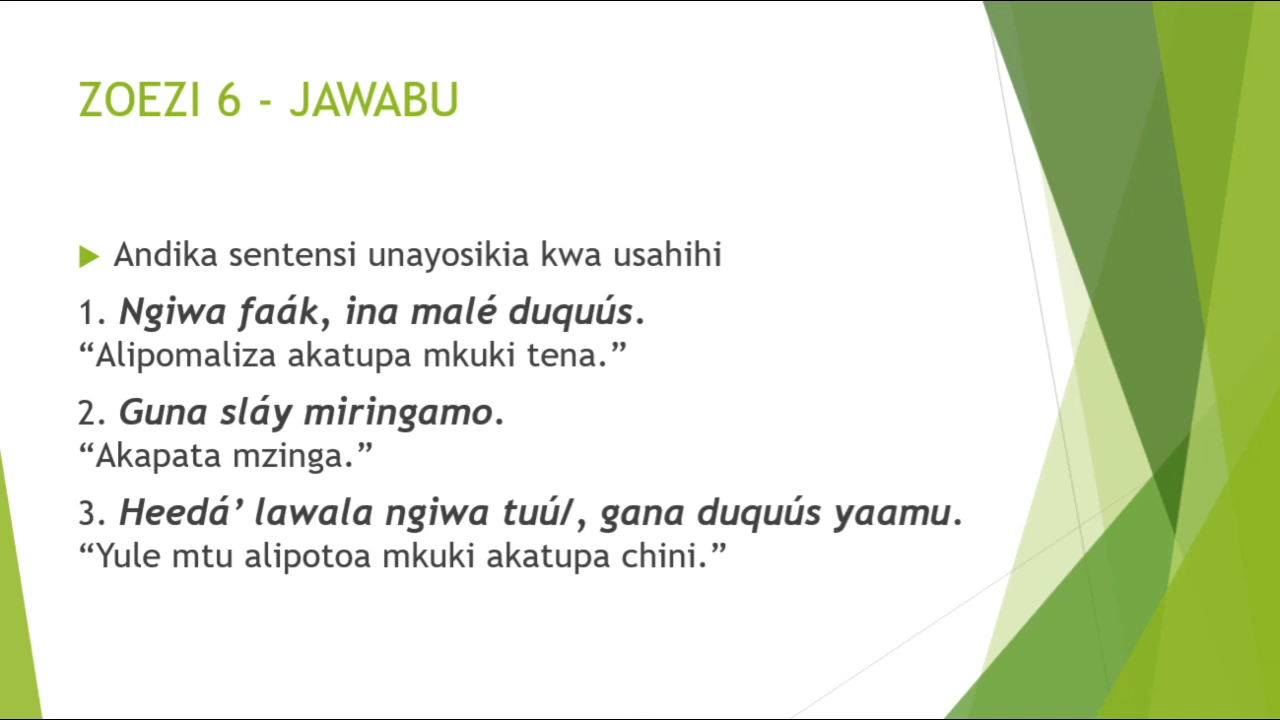 ZOEZI 6 - JAWABU
Andika sentensi unayosikia kwa usahihi
1. Ngiwa faák, ina malé duquús.
“Alipomaliza akatupa mkuki tena.”
2. Guna sláy miringamo.
“Akapata mzinga.”
3. Heedá’ lawala ngiwa tuú/, gana duquús yaamu.
“Yule mtu alipotoa mkuki akatupa chini.”